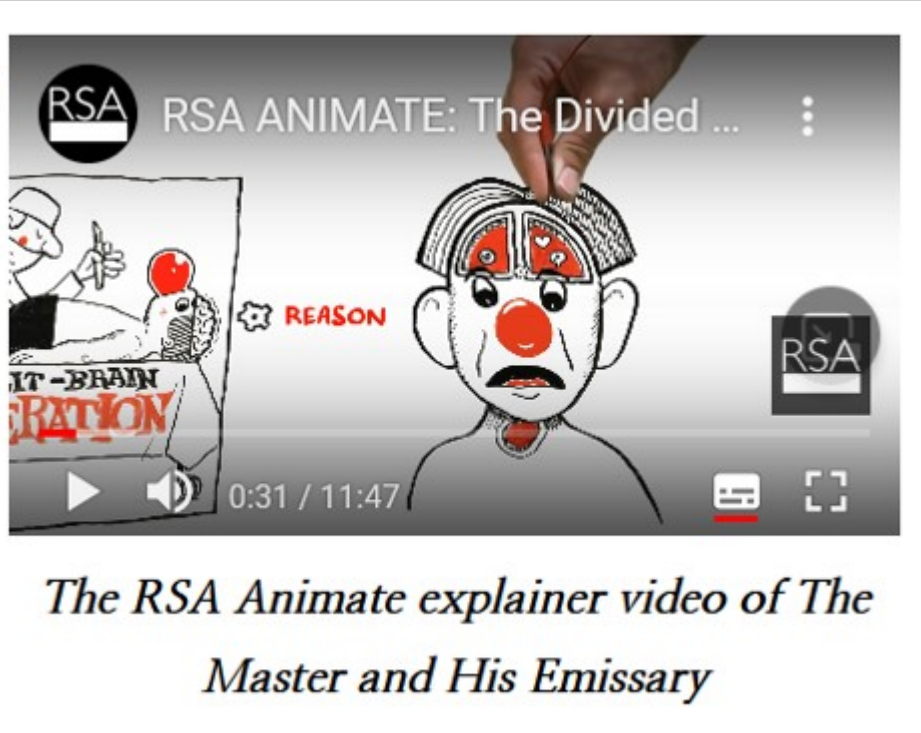 RSA
RSA ANIMATE: The Divided ...
REASON
RSA
IT-BRAIN
ERATION
0:31 / 11:47
The RSA Animate explainer video of The
Master and His Emissary